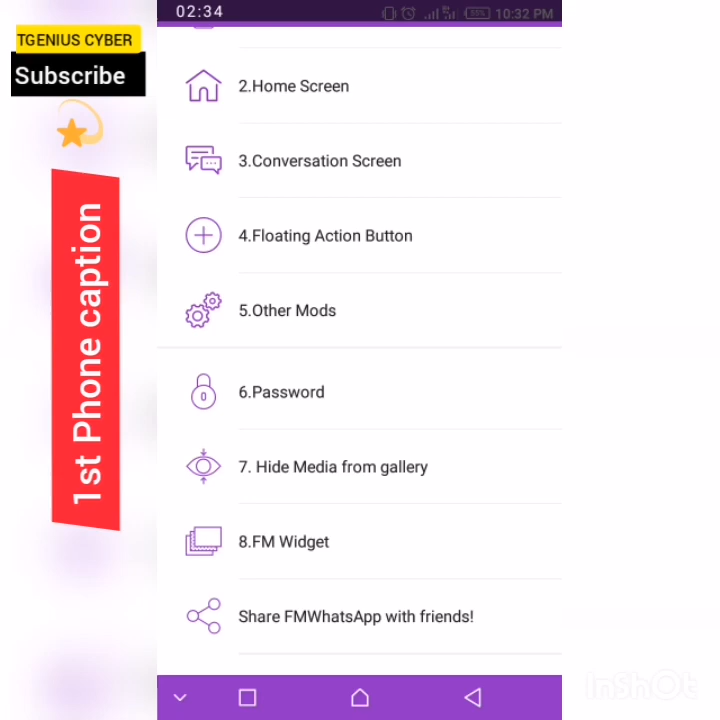 TGENIUS CYBER
Subscribe
1st Phone caption
02:34
55%
10:32 PM
2.Home Screen
3.Conversation Screen
4.Floating Action Button
5.Other Mods
6.Password
7. Hide Media from gallery
8.FM Widget
Share FMWhatsApp with friends!
InShOt